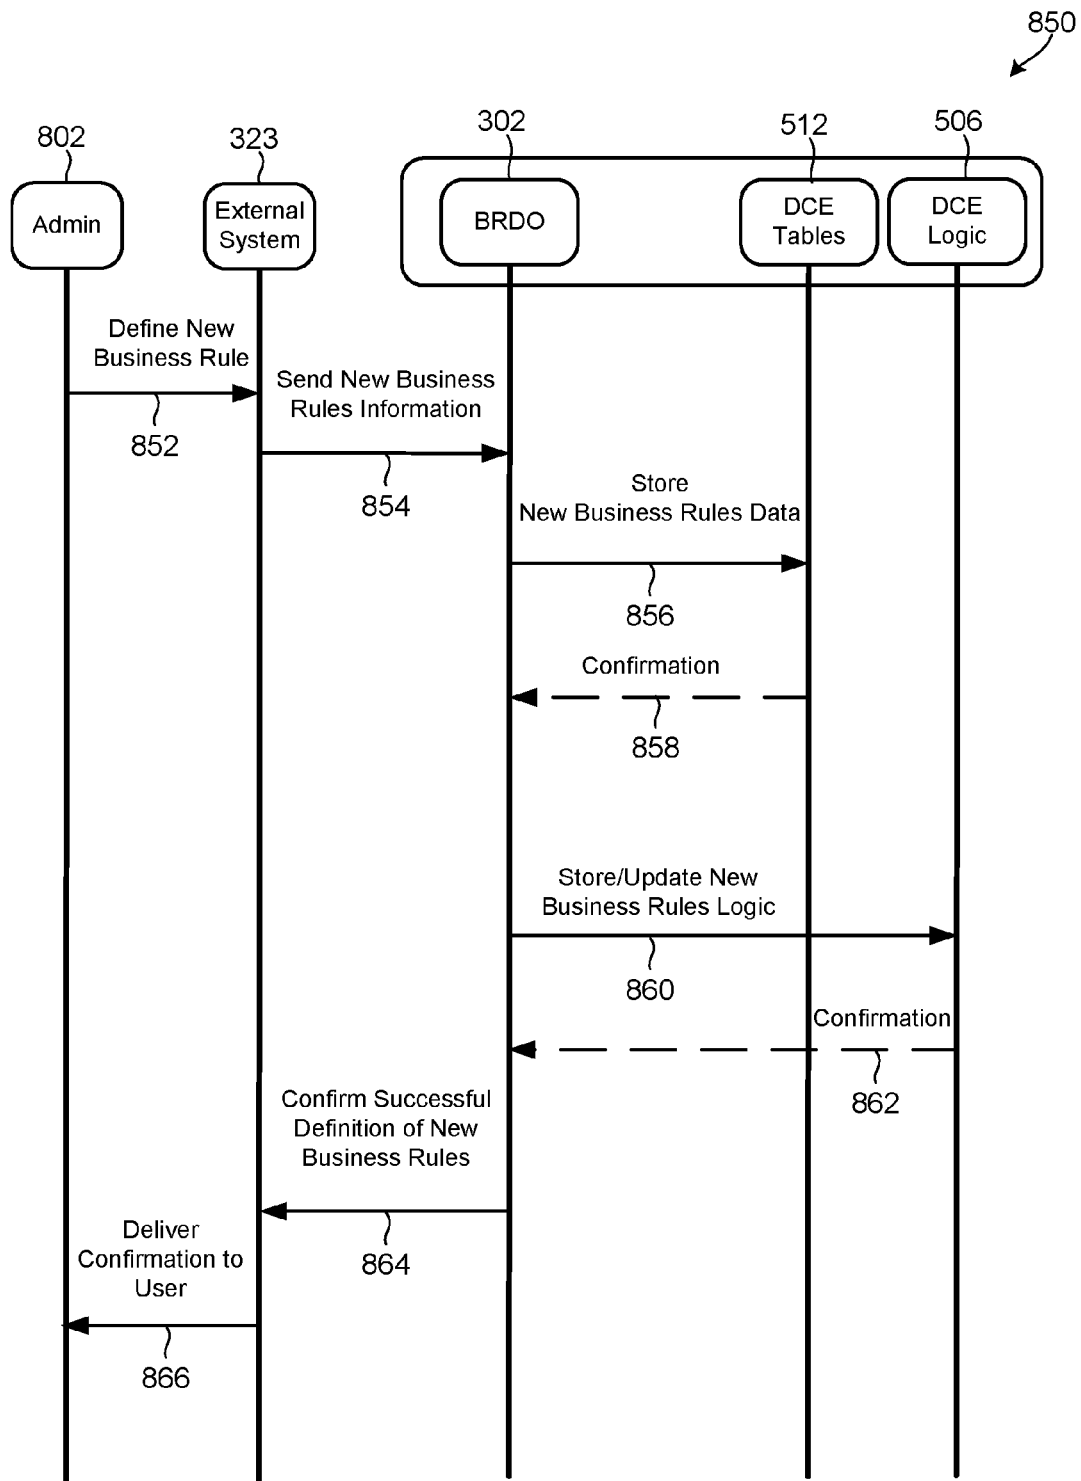 850
802
323
302
512
506
Admin
External
System
BRDO
DCE
Tables
DCE
Logic
Define New
Business Rule
852
Send New Business
Rules Information
854
Store
New Business Rules Data
856
Confirmation
858
Store/Update New
Business Rules Logic
860
Confirmation
862
Confirm Successful
Definition of New
Business Rules
864
Deliver
Confirmation to
User
866